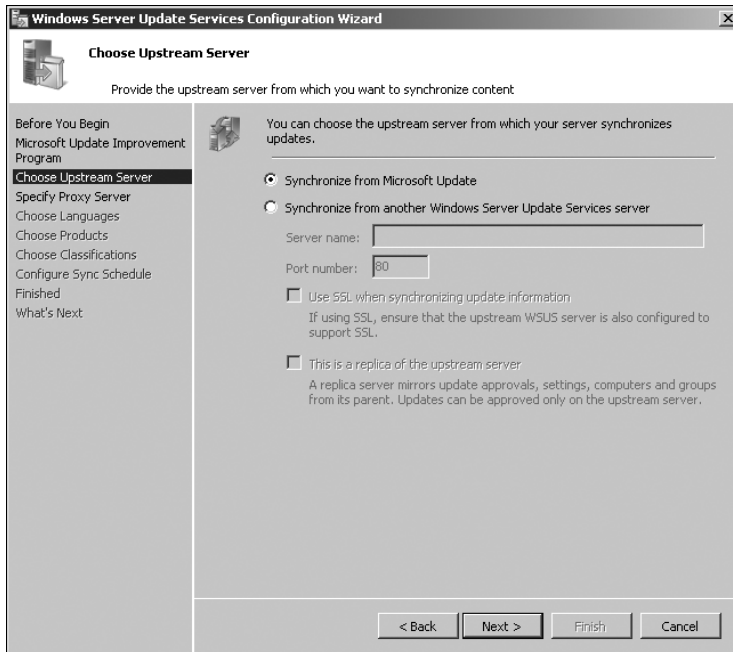 Windows Server Update Services Configuration Wizard
Choose Upstream Server
Provide the upstream server from which you want to synchronize content
Before You Begin
Microsoft Update Improvement
Program
Choose Upstream Server
Specify Proxy Server
Choose Languages
Choose Products
Choose Classifications
Configure Sync Schedule
Finished
What's Next
You can choose the upstream server from which your server synchronizes
updates.
Synchronize from Microsoft Update
Synchronize from another Windows Server Update Services server
Server name:
Port number: 80
Use SSL when synchronizing update information
If using SSL, ensure that the upstream WSUS server is also configured to
support SSL.
This is a replica of the upstream server
A replica server mirrors update approvals, settings, computers and groups
from its parent. Updates can be approved only on the upstream server.
< Back Next > Finish Cancel